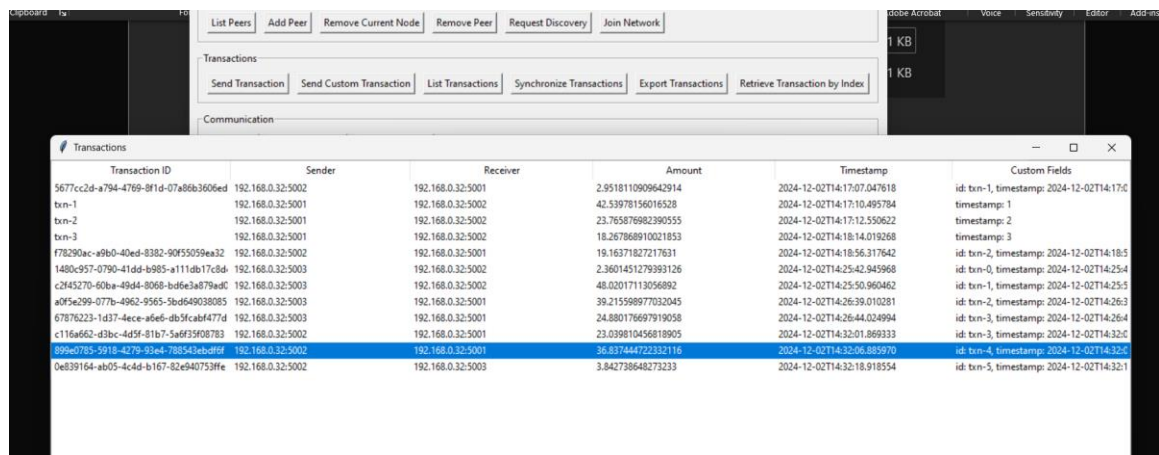 Clipboard Fo Adobe Acrobat Voice Sensitivity Editor Add-ins
List Peers Add Peer Remove Current Node Remove Peer Request Discovery Join Network
1 KB
Transactions
1 KB
Send Transaction Send Custom Transaction List Transactions Synchronize Transactions Export Transactions Retrieve Transaction by Index
Communication
Transactions
Transaction ID Sender Receiver Amount Timestamp Custom Fields
5677cc2d-a794-4769-8f1d-07a86b3606ed 192.168.0.32:5002 192.168.0.32:5001 2.9518110909642914 2024-12-02T14:17:07.047618 id: txn-1, timestamp: 2024-12-02T14:17:0
txn-1 192.168.0.32:5001 192.168.0.32:5002 42.53978156016528 2024-12-02T14:17:10.495784 timestamp: 1
txn-2 192.168.0.32:5001 192.168.0.32:5002 23.765876982390555 2024-12-02T14:17:12.550622 timestamp: 2
txn-3 192.168.0.32:5001 192.168.0.32:5002 18.267868910021853 2024-12-02T14:18:14.019268 timestamp: 3
f78290ac-a9b0-40ed-8382-90f55059ea32 192.168.0.32:5002 192.168.0.32:5001 19.16371827217631 2024-12-02T14:18:56.317642 id: txn-2, timestamp: 2024-12-02T14:18:5
1480c957-0790-41dd-b985-a111db17c8d 192.168.0.32:5003 192.168.0.32:5002 2.3601451279393126 2024-12-02T14:25:42.945968 id: txn-0, timestamp: 2024-12-02T14:25:4
c2f45270-60ba-49d4-8068-bd6e3a879ad0 192.168.0.32:5003 192.168.0.32:5002 48.02017113056892 2024-12-02T14:25:50.960462 id: txn-1, timestamp: 2024-12-02T14:25:5
a0f5e299-077b-4962-9565-5bd649038085 192.168.0.32:5003 192.168.0.32:5001 39.215598977032045 2024-12-02T14:26:39.010281 id: txn-2, timestamp: 2024-12-02T14:26:3
67876223-1d37-4ece-a6e6-db5fcabf477d 192.168.0.32:5003 192.168.0.32:5001 24.880176697919058 2024-12-02T14:26:44.024994 id: txn-3, timestamp: 2024-12-02T14:26:4
c116a662-d3bc-4d5f-81b7-5a6f35f08783 192.168.0.32:5002 192.168.0.32:5001 23.039810456818905 2024-12-02T14:32:01.869333 id: txn-3, timestamp: 2024-12-02T14:32:0
899e0785-5918-4279-93e4-788543ebdf6f 192.168.0.32:5002 192.168.0.32:5001 36.837444722332116 2024-12-02T14:32:06.885970 id: txn-4, timestamp: 2024-12-02T14:32:0
0e839164-ab05-4c4d-b167-82e940753ffe 192.168.0.32:5002 192.168.0.32:5003 3.842738648273233 2024-12-02T14:32:18.918554 id: txn-5, timestamp: 2024-12-02T14:32:1